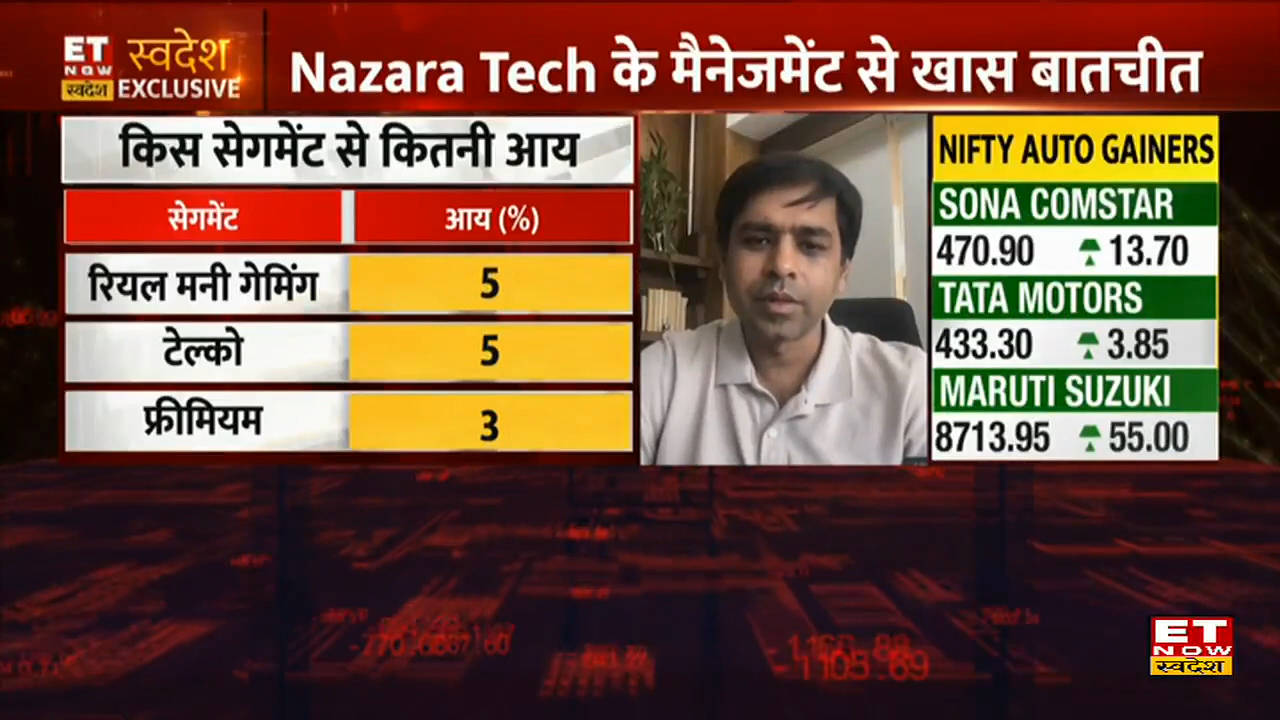 ET NOW स्वदेश
स्वदेश EXCLUSIVE
Nazara Tech के मैनेजमेंट से खास बातचीत
किस सेगमेंट से कितनी आय
सेगमेंट आय (%)
रियल मनी गेमिंग 5
टेल्को 5
फ्रीमियम 3
NIFTY AUTO GAINERS
SONA COMSTAR
470.90 13.70
TATA MOTORS
433.30 3.85
MARUTI SUZUKI
8713.95 55.00
ET
NOW
स्वदेश